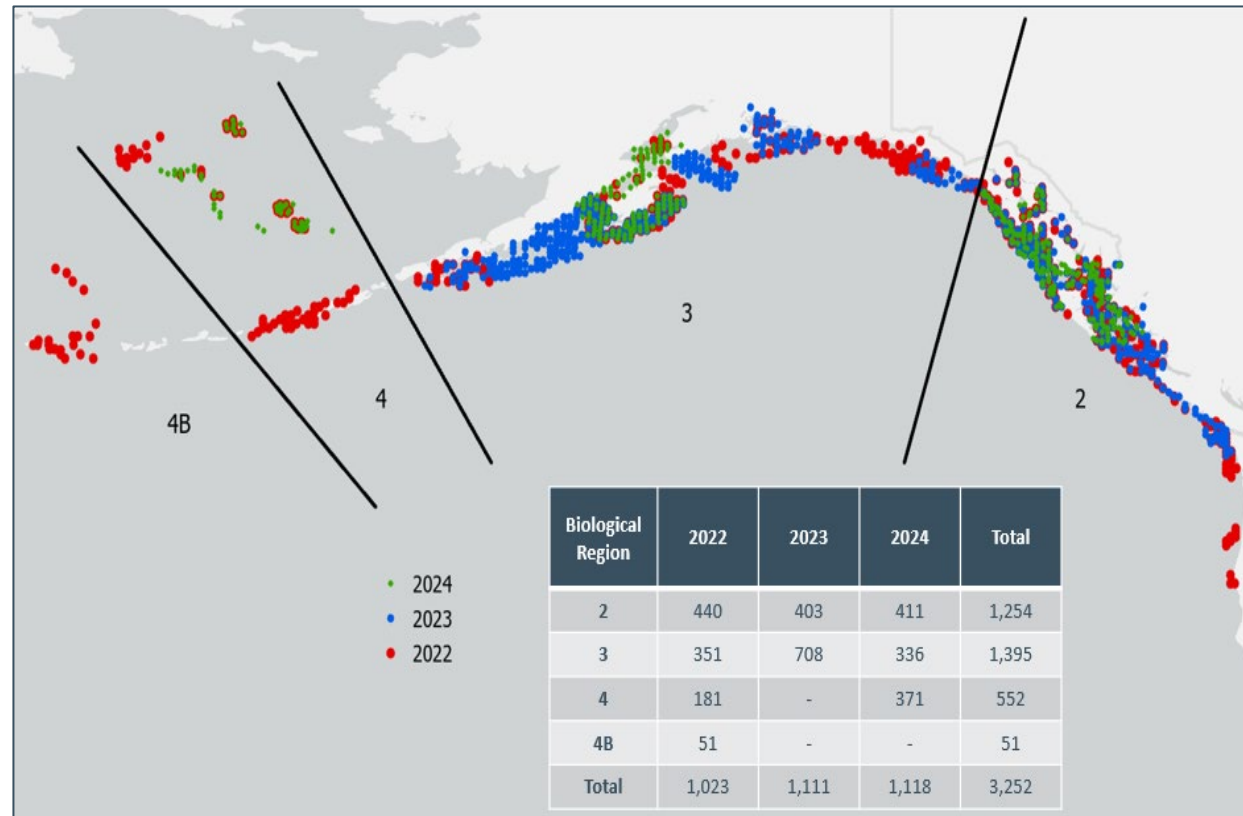 3
4
2
4B
2024
2023
2022
Biological Region 2022 2023 2024 Total
2 440 403 411 1,254
3 351 708 336 1,395
4 181 - 371 552
4B 51 - - 51
Total 1,023 1,111 1,118 3,252